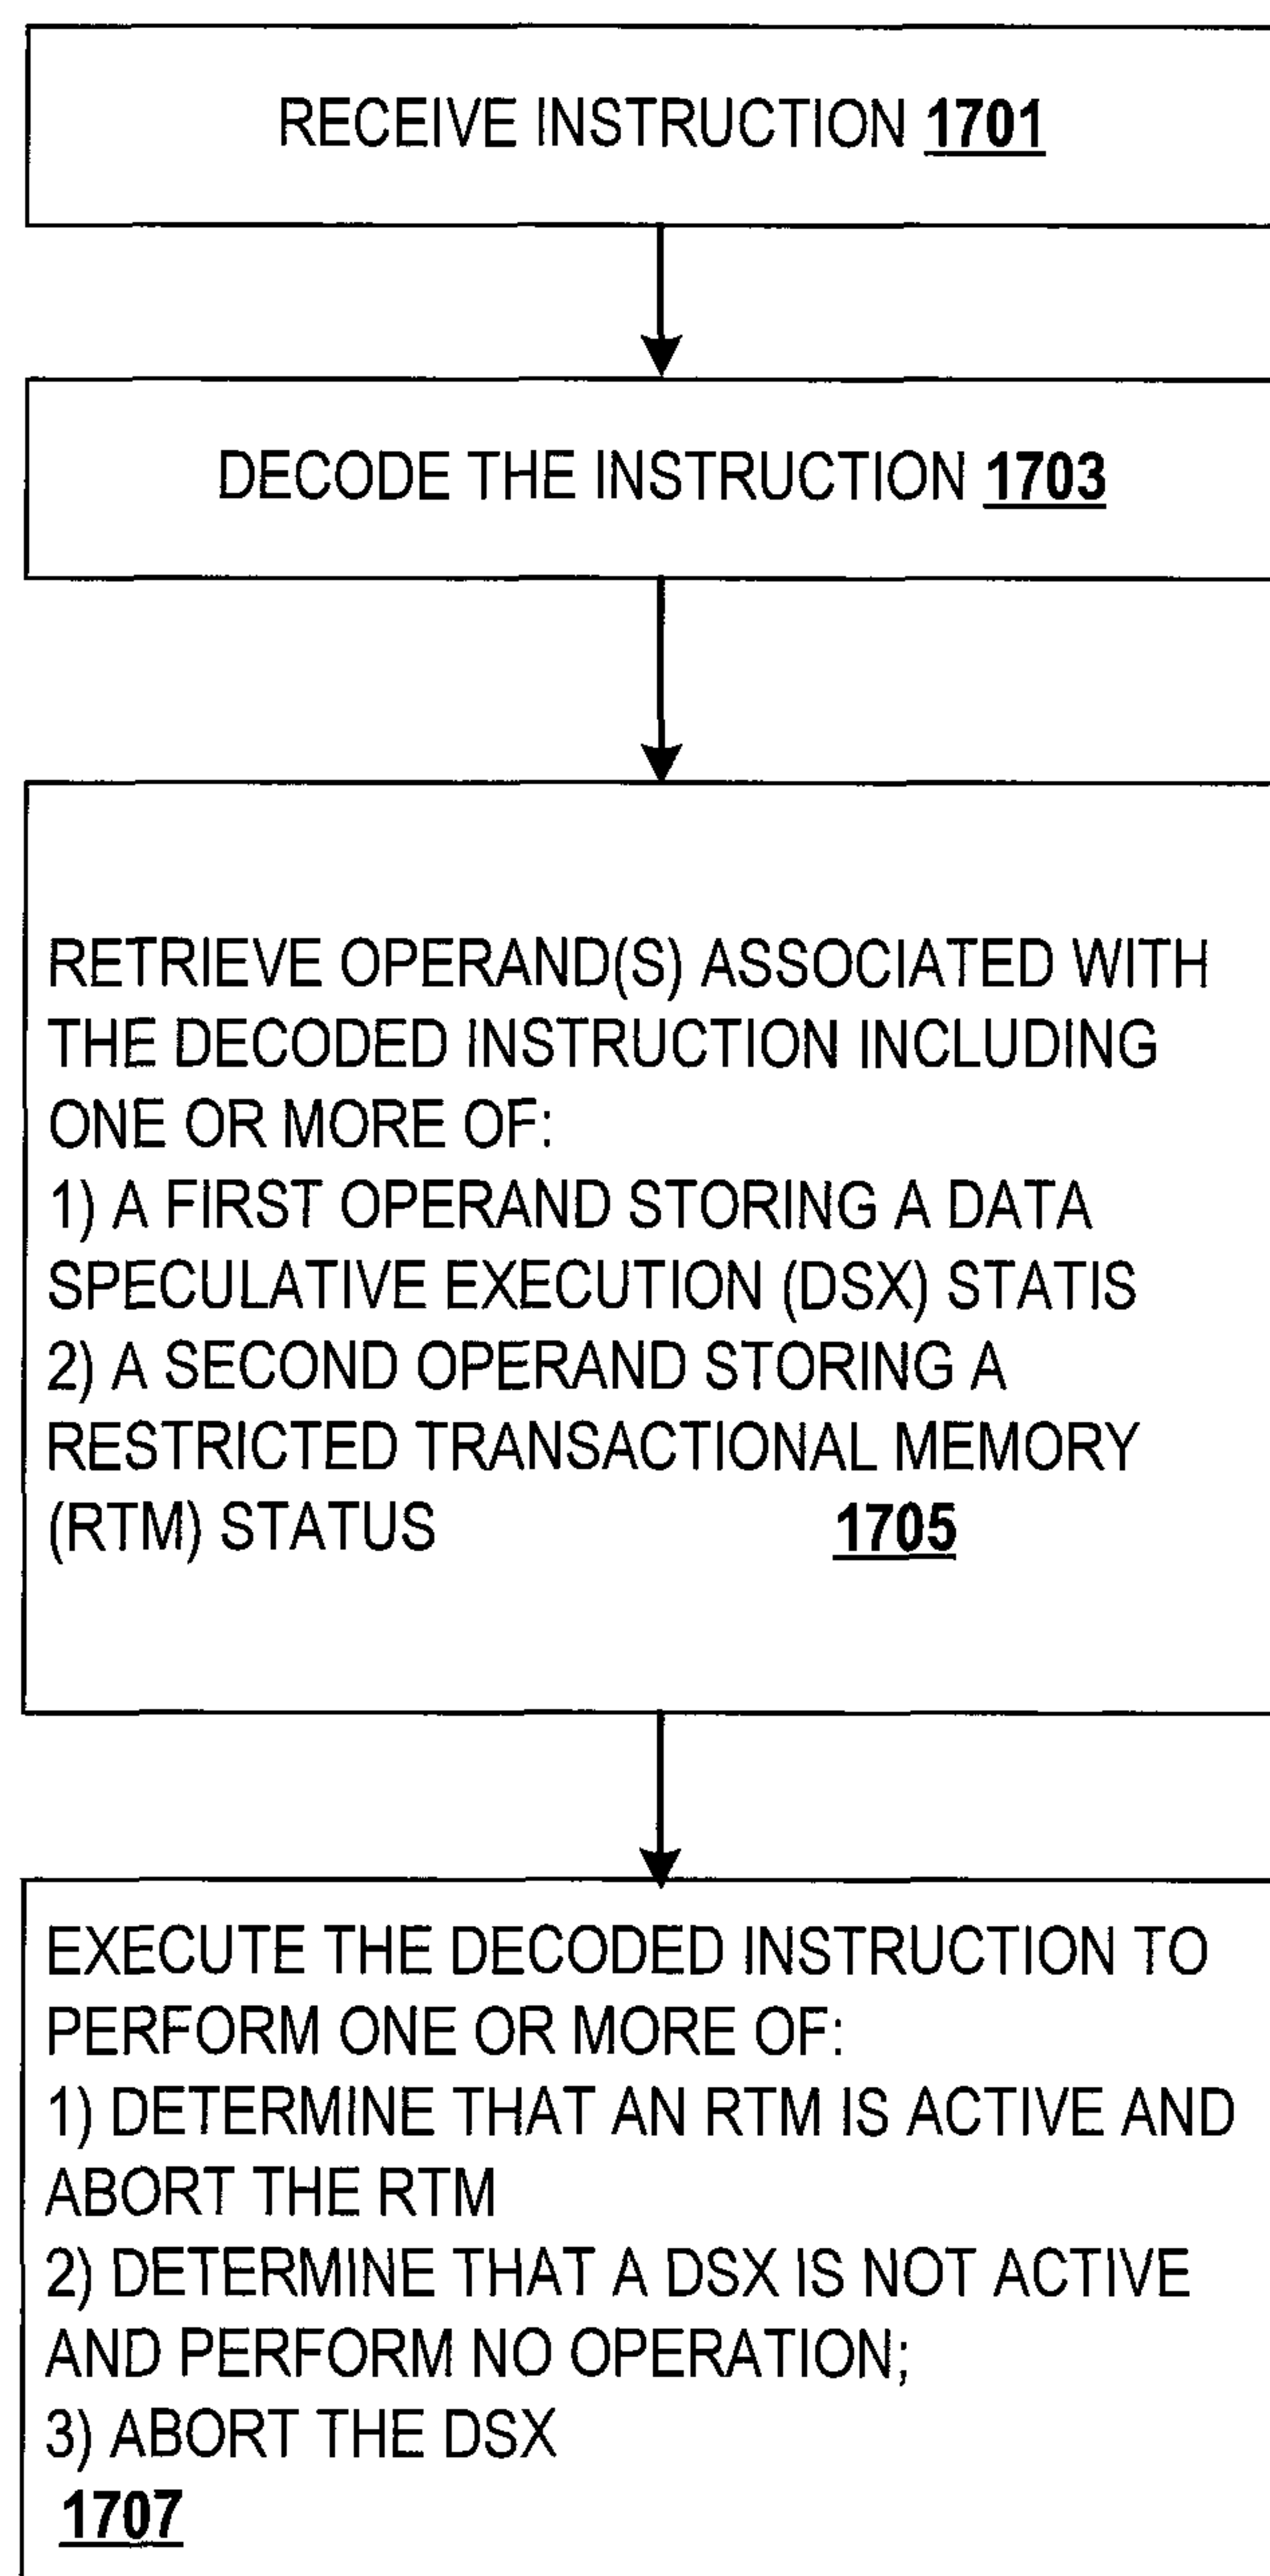 RECEIVE INSTRUCTION 1701
DECODE THE INSTRUCTION 1703
RETRIEVE OPERAND(S) ASSOCIATED WITH
THE DECODED INSTRUCTION INCLUDING
ONE OR MORE OF:
1) A FIRST OPERAND STORING A DATA
SPECULATIVE EXECUTION (DSX) STATIS
2) A SECOND OPERAND STORING A
RESTRICTED TRANSACTIONAL MEMORY
(RTM) STATUS 1705
EXECUTE THE DECODED INSTRUCTION TO
PERFORM ONE OR MORE OF:
1) DETERMINE THAT AN RTM IS ACTIVE AND
ABORT THE RTM
2) DETERMINE THAT A DSX IS NOT ACTIVE
AND PERFORM NO OPERATION;
3) ABORT THE DSX
1707